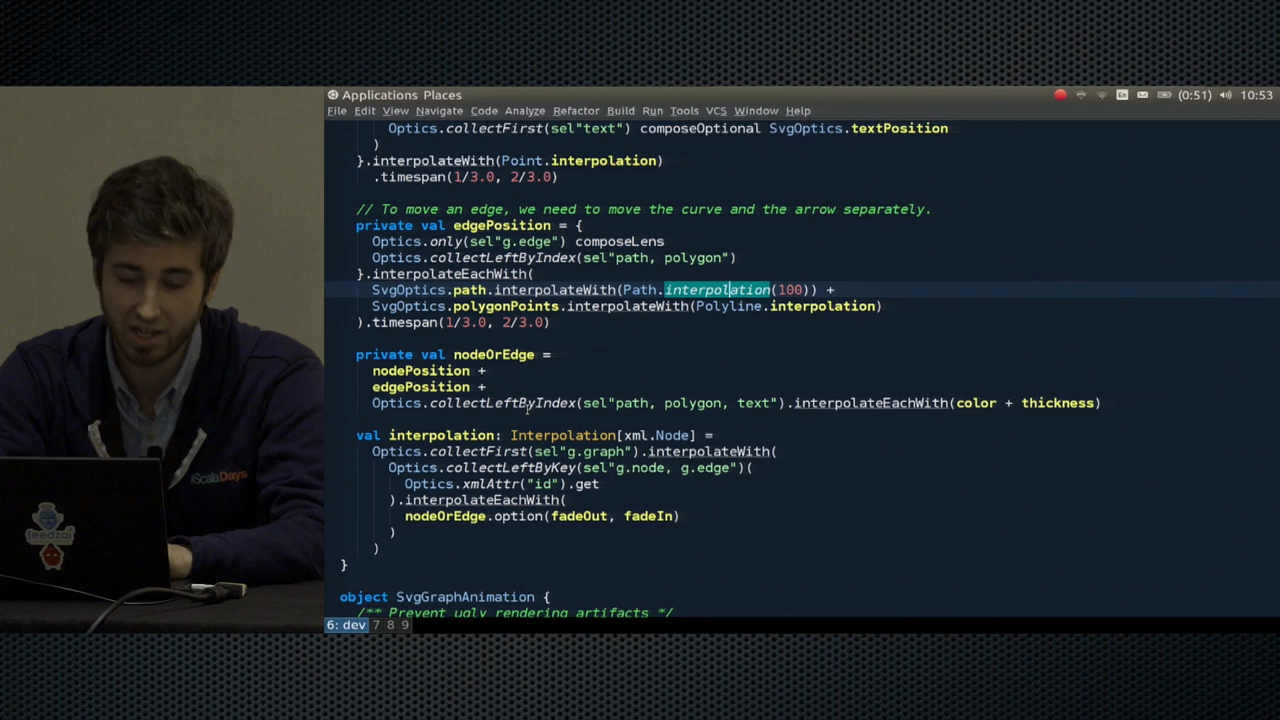 Applications Places
(0:51) 10:53
File Edit View Navigate Code Analyze Refactor Build Run Tools VCS Window Help
Optics.collectFirst(sel"text") composeOptional SvgOptics.textPosition
)
}.interpolateWith(Point.interpolation)
.timespan(1/3.0, 2/3.0)
// To move an edge, we need to move the curve and the arrow separately.
private val edgePosition = {
Optics.only(sel"g.edge") composeLens
Optics.collectLeftByIndex(sel"path, polygon")
}.interpolateEachWith(
SvgOptics.path.interpolateWith(Path.interpolation(100)) +
SvgOptics.polygonPoints.interpolateWith(Polyline.interpolation)
).timespan(1/3.0, 2/3.0)
private val nodeOrEdge =
nodePosition +
edgePosition +
Optics.collectLeftByIndex(sel"path, polygon, text").interpolateEachWith(color + thickness)
val interpolation: Interpolation[xml.Node] =
Optics.collectFirst(sel"g.graph").interpolateWith(
Optics.collectLeftByKey(sel"g.node, g.edge")(
Optics.xmlAttr("id").get
).interpolateEachWith(
nodeOrEdge.option(fadeOut, fadeIn)
)
)
}
object SvgGraphAnimation {
/** Prevent ugly rendering artifacts */
6: dev 7 8 9
#ScalaDays
feedzai